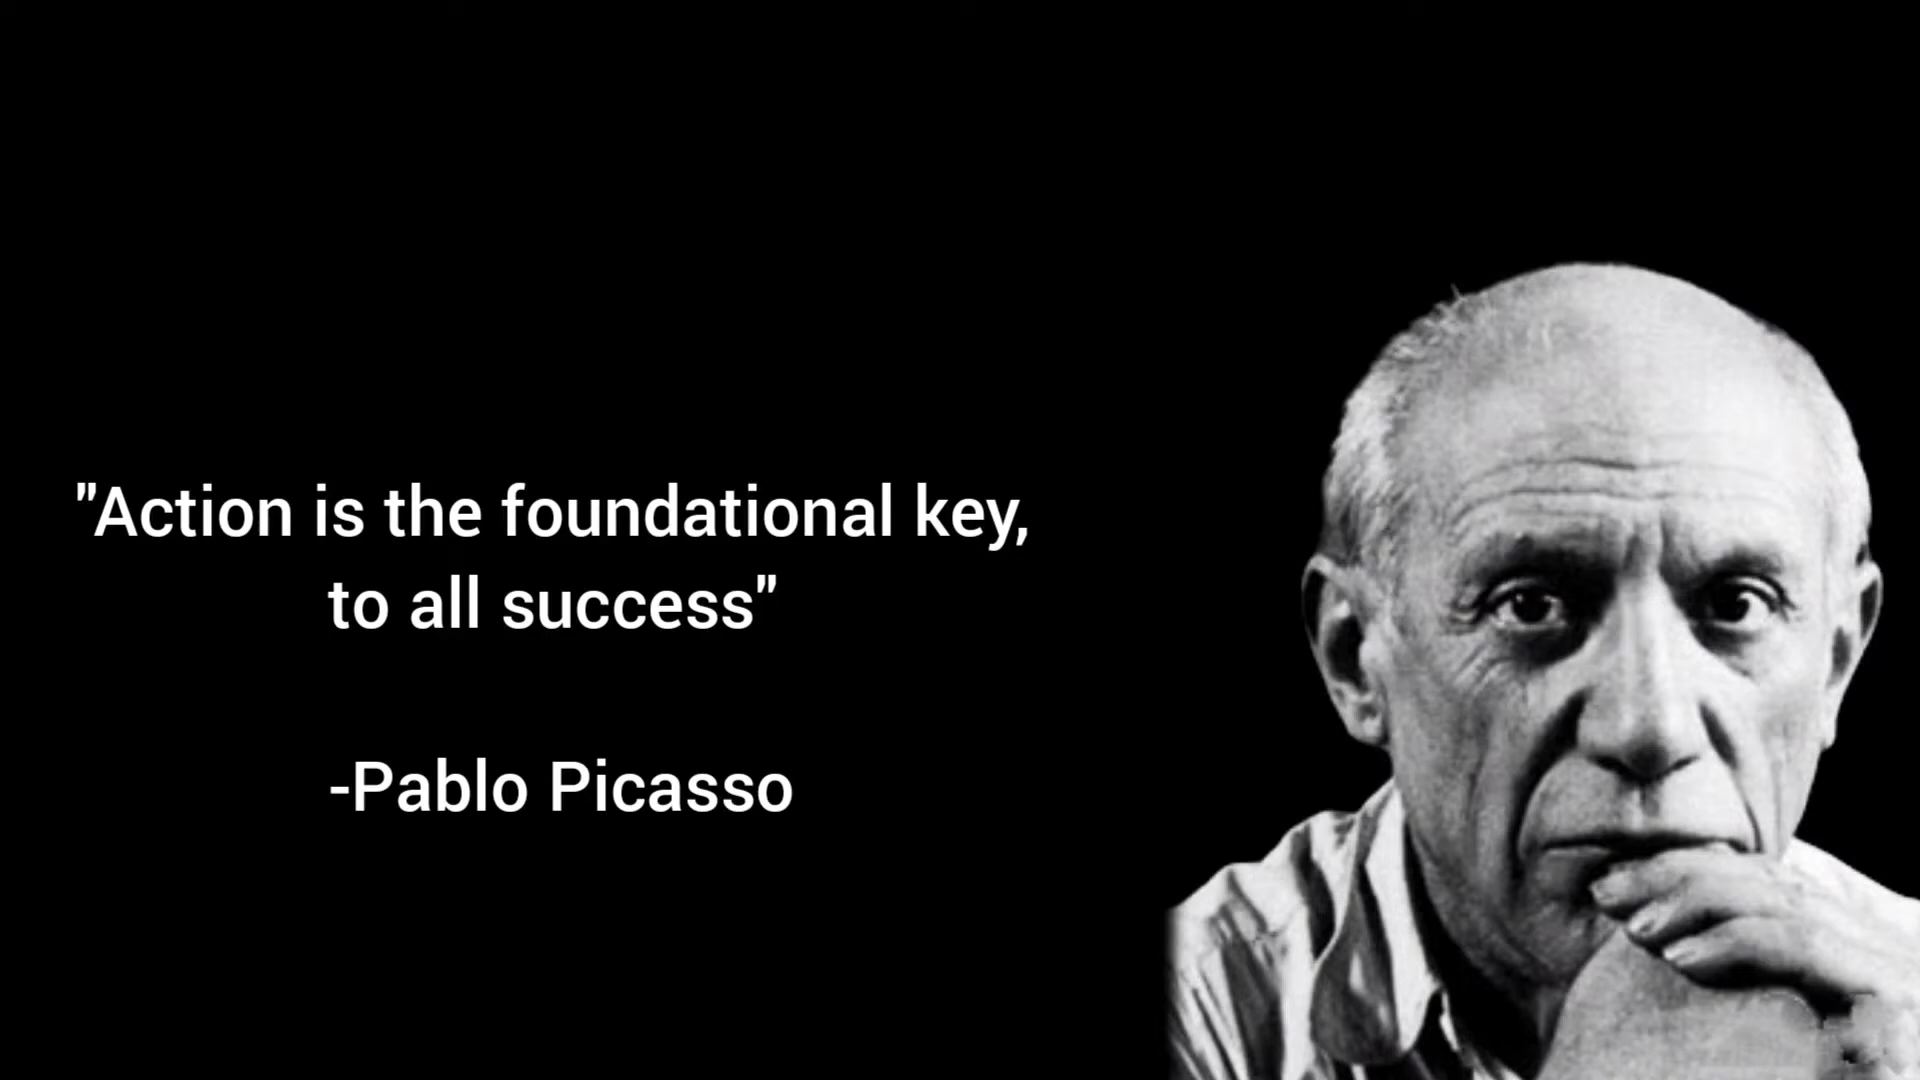 "Action is the foundational key,
to all success"
-Pablo Picasso